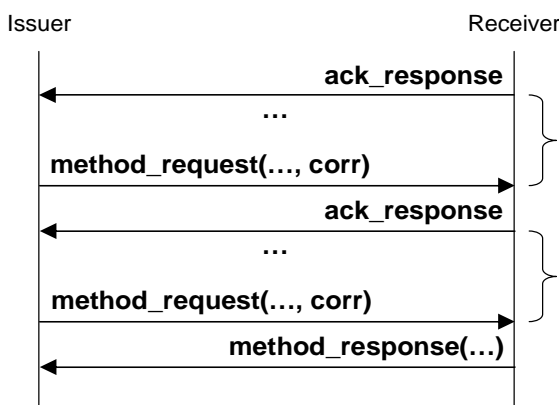 Issuer Receiver
ack_response
…
method_request(…, corr)
ack_response
…
method_request(…, corr)
method_response(…)